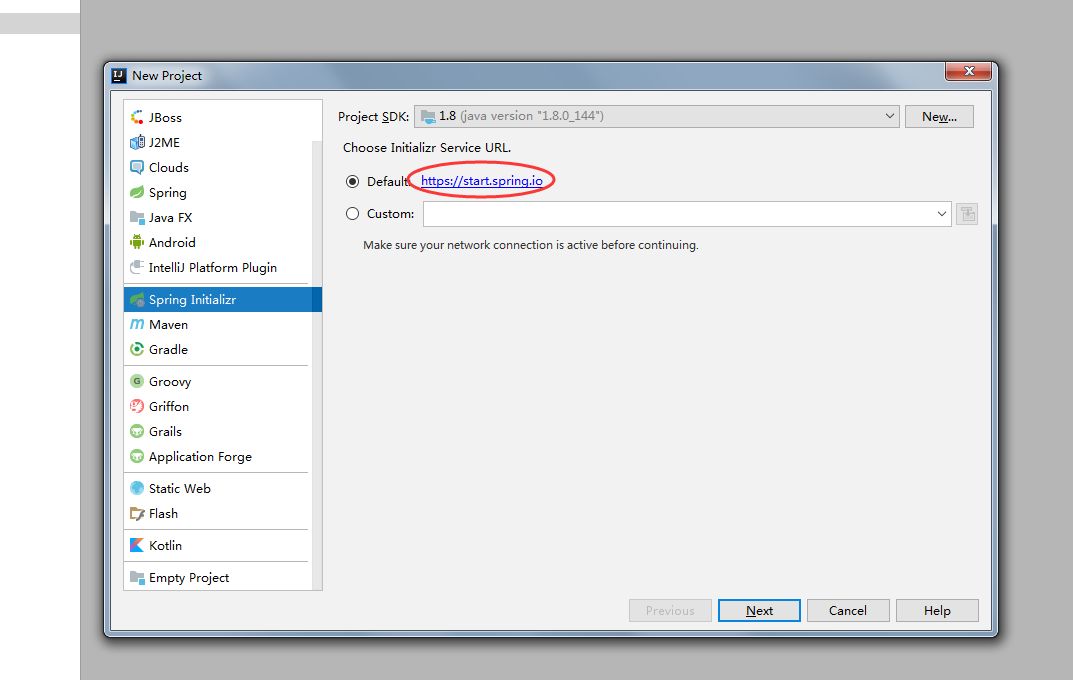 New Project
JBoss
J2ME
Clouds
Spring
Java FX
Android
IntelliJ Platform Plugin
Spring Initializr
Maven
Gradle
Groovy
Griffon
Grails
Application Forge
Static Web
Flash
Kotlin
Empty Project
Project SDK: 1.8 (java version "1.8.0_144") New...
Choose Initializr Service URL.
Default: https://start.spring.io
Custom:
Make sure your network connection is active before continuing.
Previous Next Cancel Help